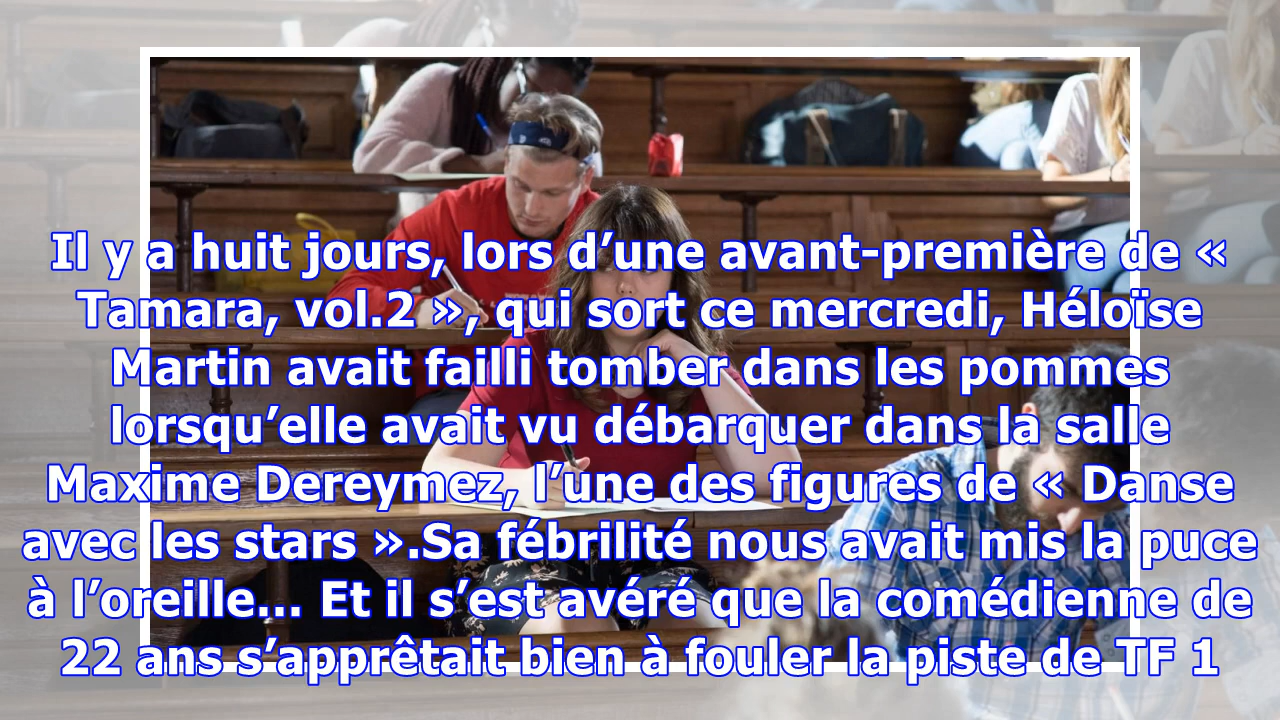 Il y a huit jours, lors d’une avant-première de «
Tamara, vol.2 », qui sort ce mercredi, Héloïse
Martin avait failli tomber dans les pommes
lorsqu’elle avait vu débarquer dans la salle
Maxime Dereymez, l’une des figures de « Danse
avec les stars ».Sa fébrilité nous avait mis la puce
à l’oreille... Et il s’est avéré que la comédienne de
22 ans s’apprêtait bien à fouler la piste de TF 1